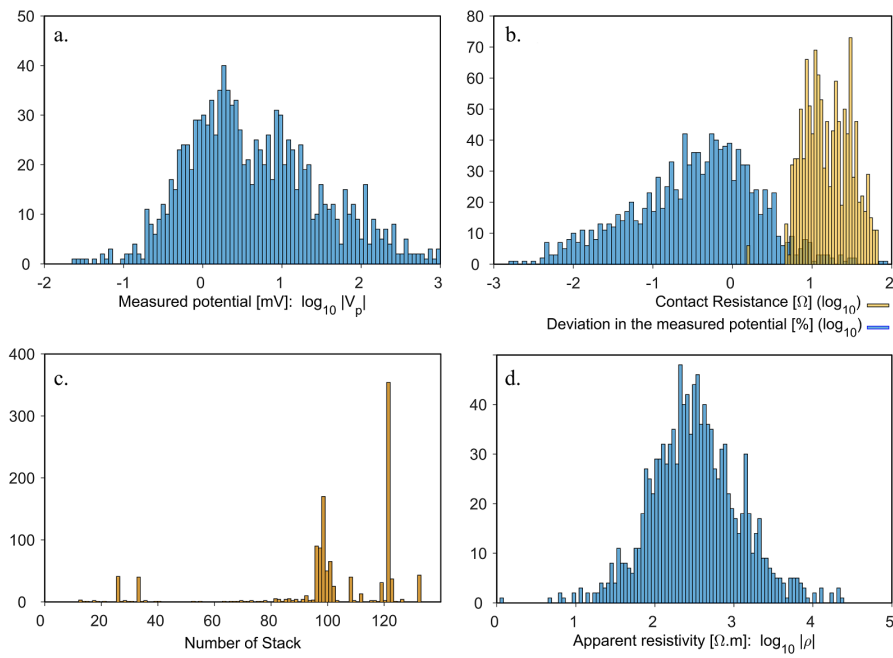 a.
50
40
30
20
10
0
-2 -1 0 1 2 3
Measured potential [mV]: log10 |Vp|
b.
80
70
60
50
40
30
20
10
0
-3 -2 -1 0 1 2
Contact Resistance [Ω] (log10)
Deviation in the measured potential [%] (log10)
c.
400
300
200
100
0
0 20 40 60 80 100 120
Number of Stack
d.
40
30
20
10
0
0 1 2 3 4 5
Apparent resistivity [Ω.m]: log10 |ρ|